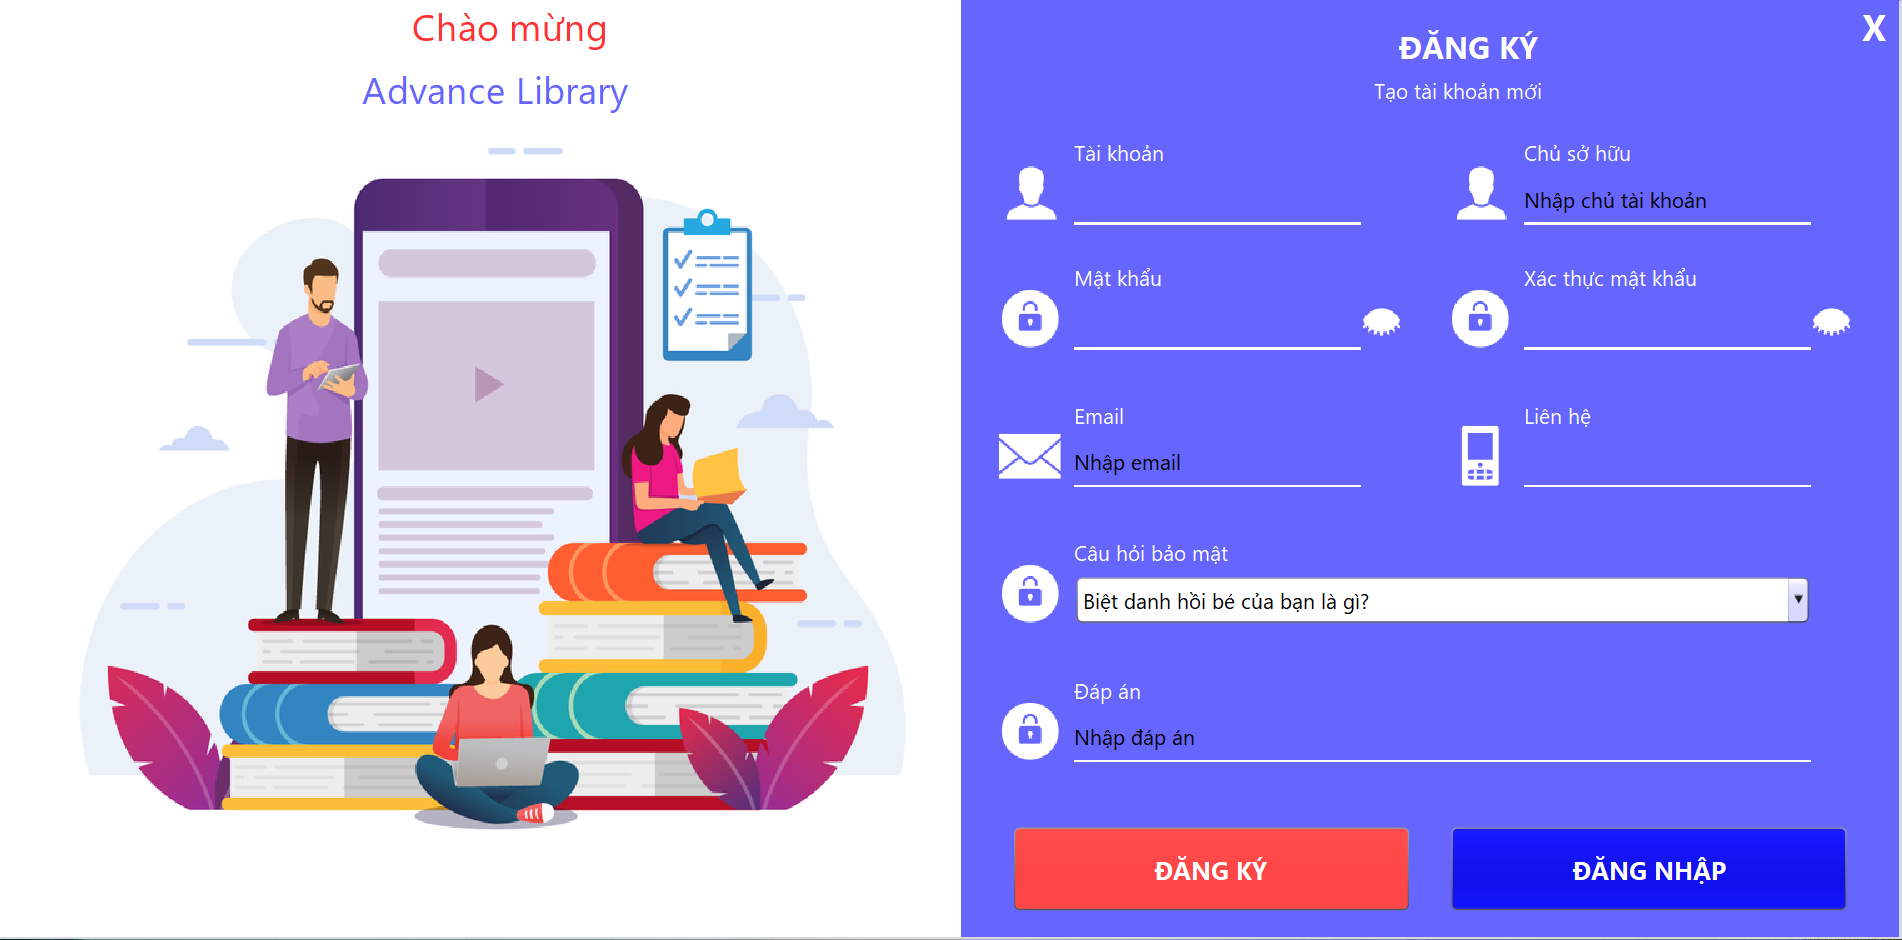 Chào mừng
Advance Library
X
ĐĂNG KÝ
Tạo tài khoản mới
Tài khoản
Chủ sở hữu
Nhập chủ tài khoản
Mật khẩu
Xác thực mật khẩu
Email
Liên hệ
Nhập email
Câu hỏi bảo mật
Biệt danh hồi bé của bạn là gì?
Đáp án
Nhập đáp án
ĐĂNG KÝ
ĐĂNG NHẬP